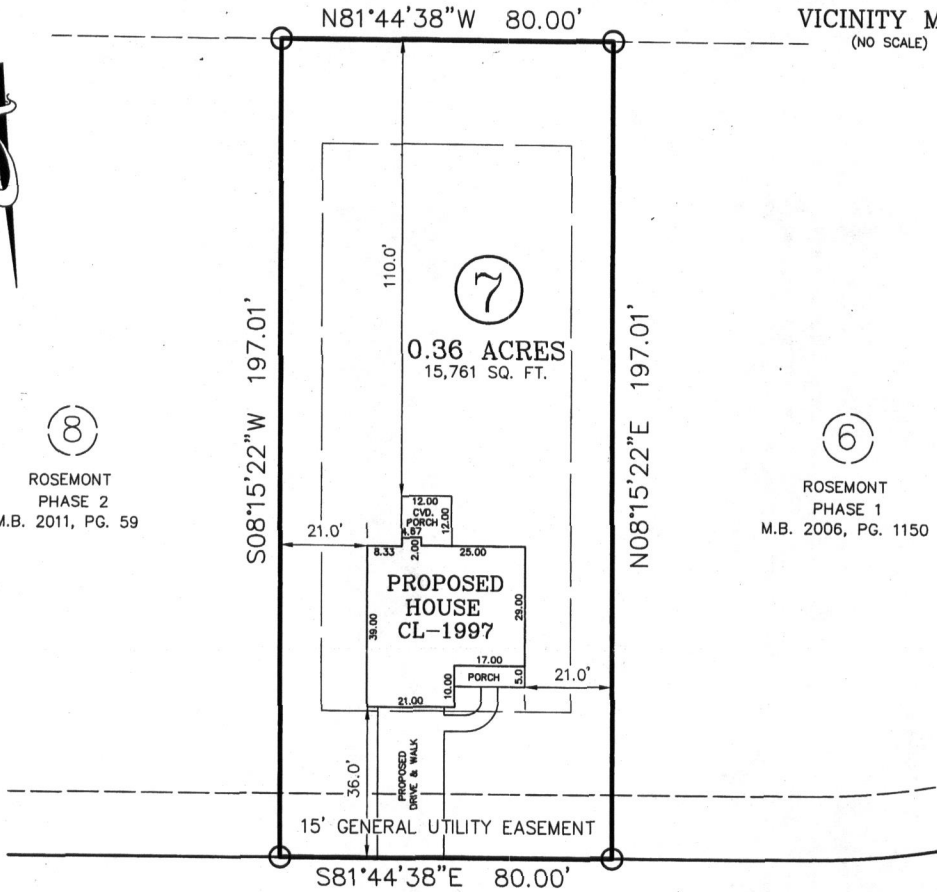 N81°44'38"W 80.00'
VICINITY M
(NO SCALE)
110.0'
7
0.36 ACRES
15,761 SQ. FT.
S08°15'22"W 197.01'
N08°15'22"E 197.01'
8
ROSEMONT
PHASE 2
M.B. 2011, PG. 59
6
ROSEMONT
PHASE 1
M.B. 2006, PG. 1150
12.00
CVD.
PORCH
12.00
4.67
2.00
21.0'
8.33
25.00
PROPOSED
HOUSE
CL-1997
39.00
29.00
17.00
PORCH
5.0
21.0'
10.00
21.00
36.0'
PROPOSED
DRIVE & WALK
15' GENERAL UTILITY EASEMENT
S81°44'38"E 80.00'